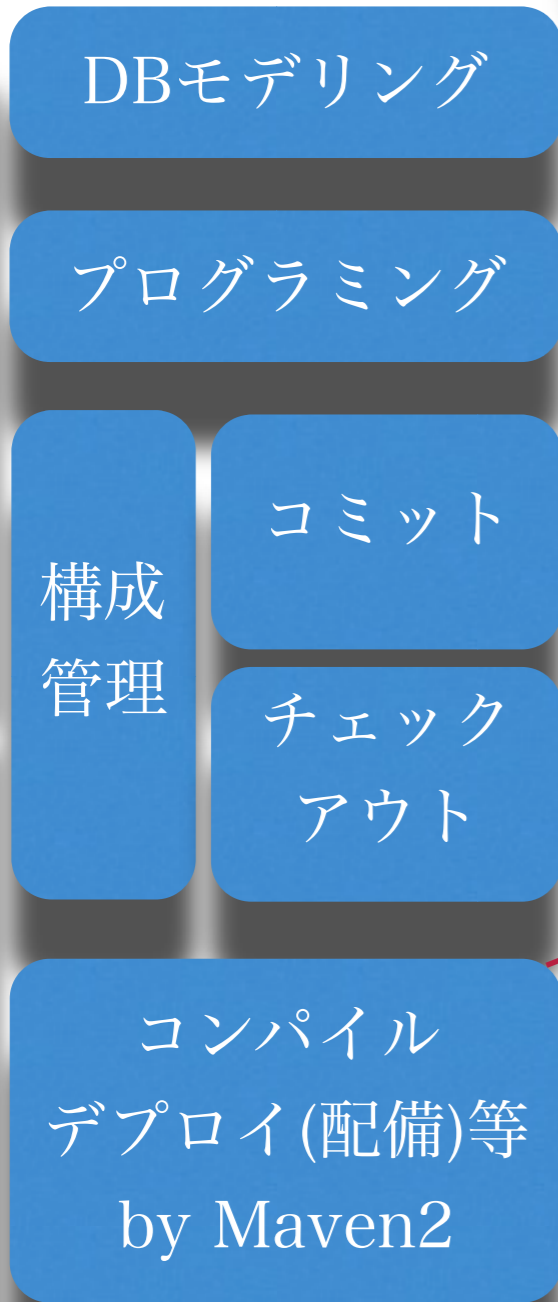 DBモデリング
プログラミング
構成
管理
コミット
チェック
アウト
コンパイル
デプロイ(配備)等
by Maven2